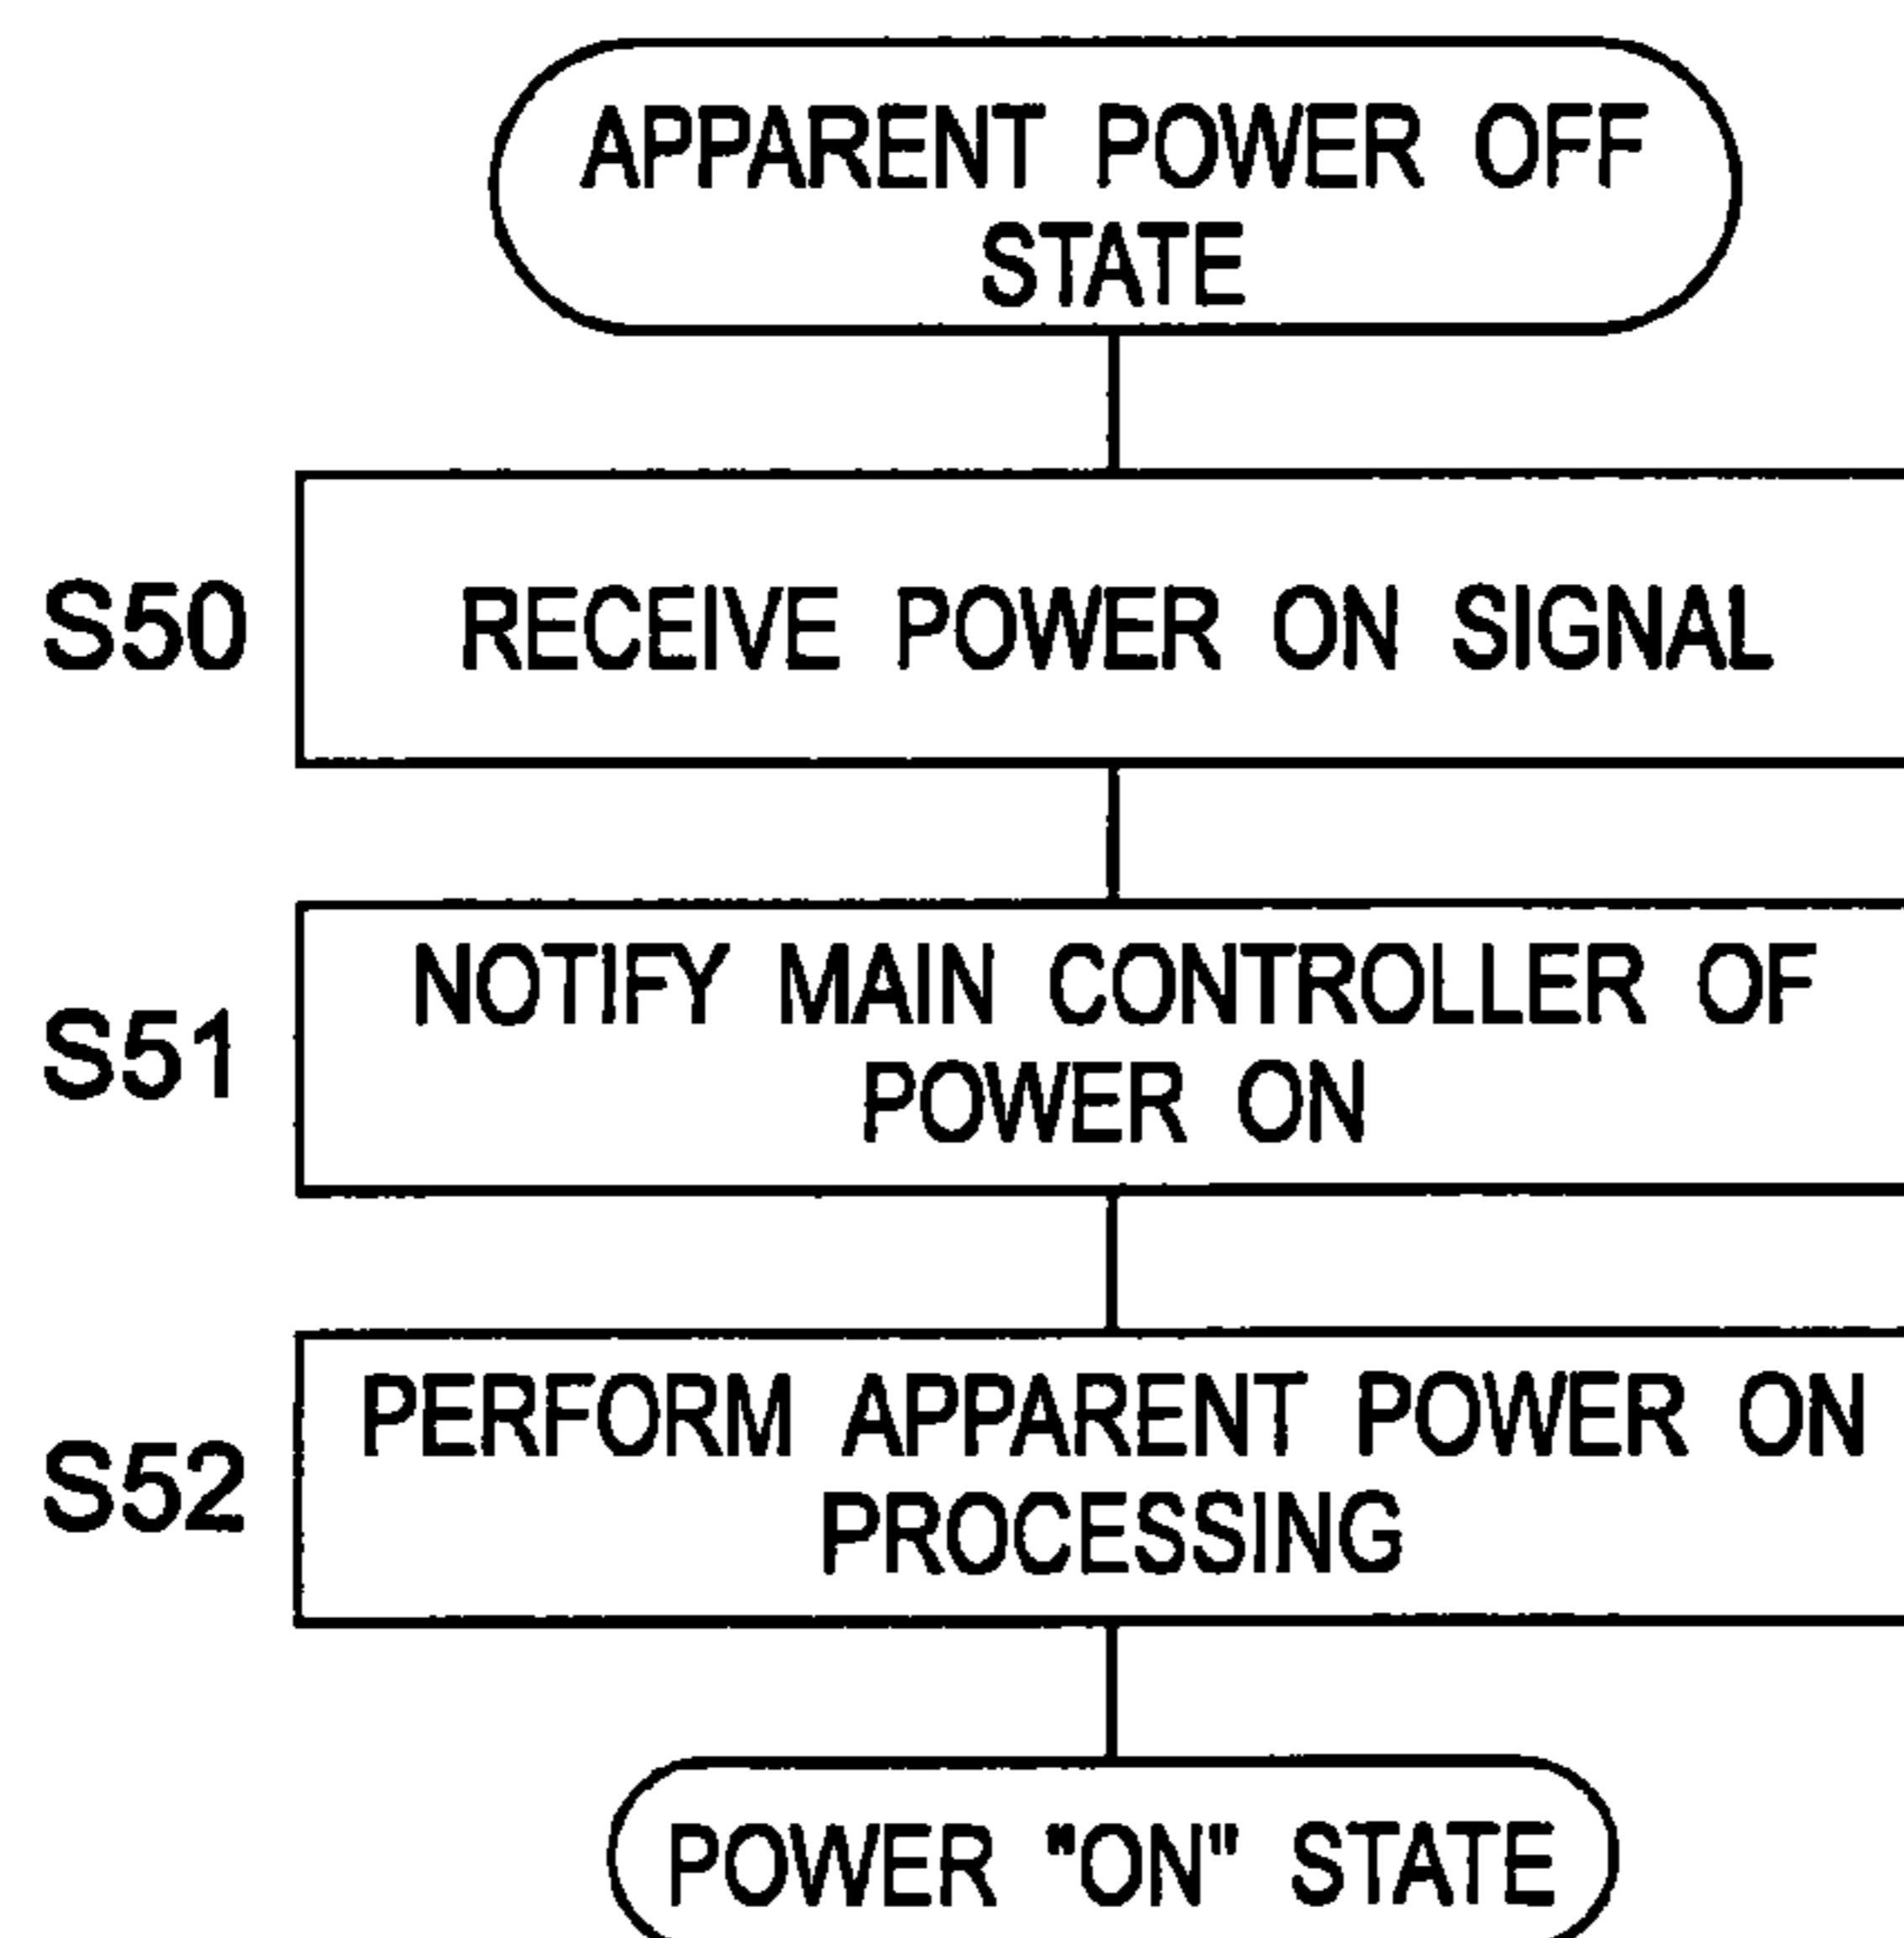 APPARENT POWER OFF
STATE
S50
RECEIVE POWER ON SIGNAL
S51
NOTIFY MAIN CONTROLLER OF
POWER ON
S52
PERFORM APPARENT POWER ON
PROCESSING
POWER "ON" STATE